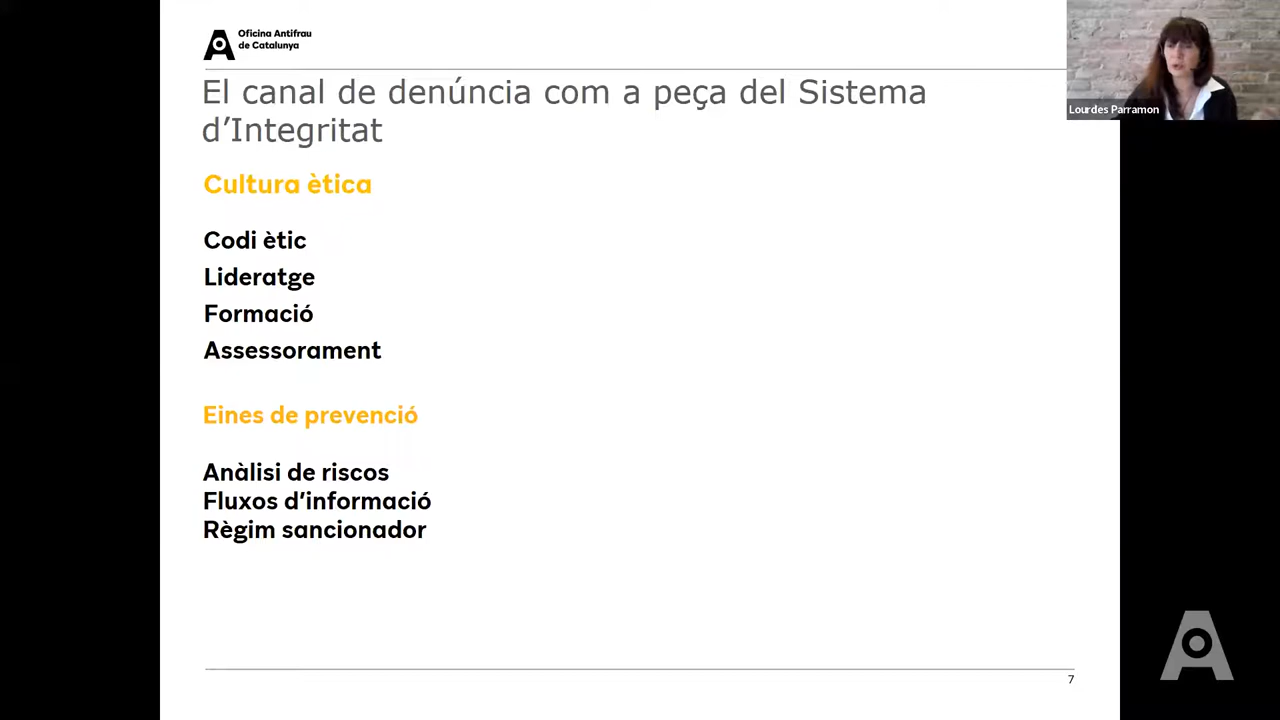 Oficina Antifrau
de Catalunya
El canal de denúncia com a peça del Sistema
d’Integritat
Lourdes Parramon
Cultura ètica
Codi ètic
Lideratge
Formació
Assessorament
Eines de prevenció
Anàlisi de riscos
Fluxos d’informació
Règim sancionador
7